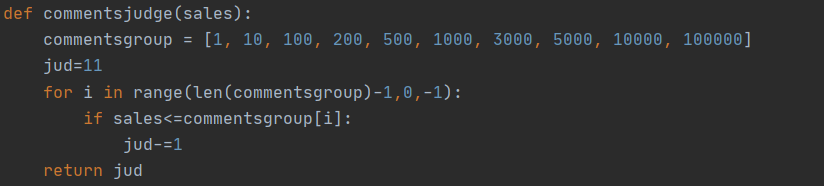 def commentsjudge(sales):
    commentsgroup = [1, 10, 100, 200, 500, 1000, 3000, 5000, 10000, 100000]
    jud=11
    for i in range(len(commentsgroup)-1,0,-1):
        if sales<=commentsgroup[i]:
            jud-=1
    return jud